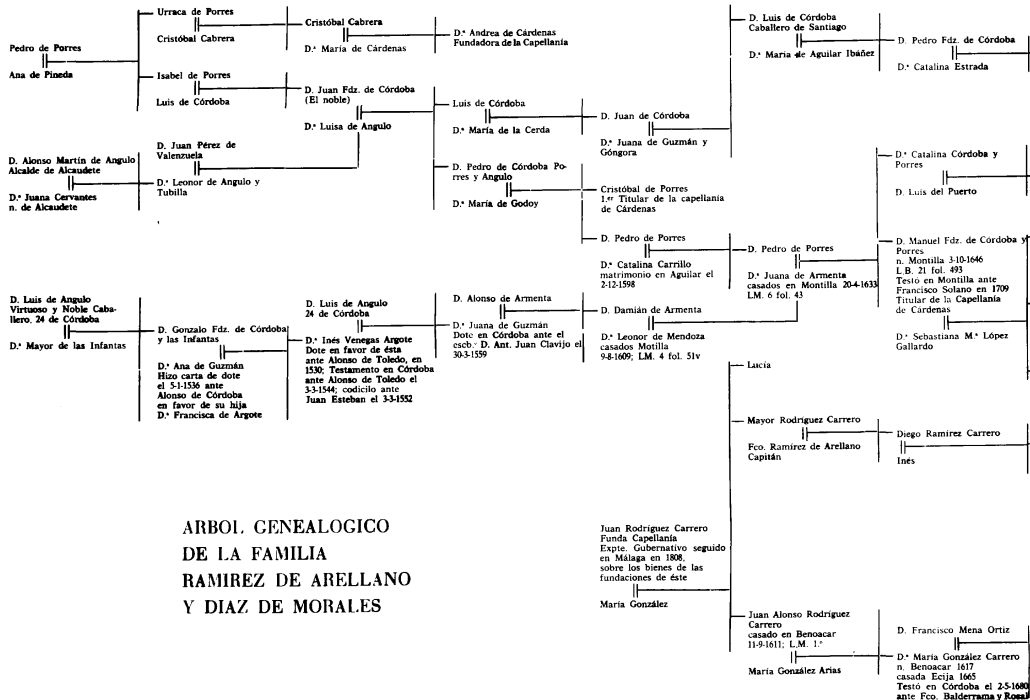 Pedro de Porres
Ana de Pineda
Urraca de Porres
Cristóbal Cabrera
Isabel de Porres
Luis de Córdoba
Cristóbal Cabrera
D.ª María de Cárdenas
D.ª Andrea de Cárdenas
Fundadora de la Capellanía
D. Juan Fdz. de Córdoba
(El noble)
D.ª Luisa de Angulo
D. Alonso Martín de Angulo
Alcalde de Alcaudete
D.ª Juana Cervantes
n. de Alcaudete
D. Juan Pérez de
Valenzuela
D.ª Leonor de Angulo y
Tubilla
Luis de Córdoba
D.ª María de la Cerda
D. Pedro de Córdoba Po-
rres y Angulo
D.ª María de Godoy
D. Juan de Córdoba
D.ª Juana de Guzmán y
Góngora
Cristóbal de Porres
1.er Titular de la capellanía
de Cárdenas
D. Pedro de Porres
D.ª Catalina Carrillo
matrimonio en Aguilar el
2-12-1598
D. Luis de Córdoba
Caballero de Santiago
D.ª María de Aguilar Ibáñez
D. Pedro Fdz. de Córdoba
D.ª Catalina Estrada
D. Pedro de Porres
D.ª Juana de Armenta
casados en Montilla 20-4-1633
LM. 6 fol. 43
D.ª Catalina Córdoba y
Porres
D. Luis del Puerto
D. Manuel Fdz. de Córdoba y
Porres
n. Montilla 3-10-1646
L.B. 21 fol. 493
Testó en Montilla ante
Francisco Solano en 1709
Titular de la Capellanía
de Cárdenas
D.ª Sebastiana M.ª López
Gallardo
D. Luis de Angulo
Virtuoso y Noble Caba-
llero, 24 de Córdoba
D.ª Mayor de las Infantas
D. Gonzalo Fdz. de Córdoba
y las Infantas
D.ª Ana de Guzmán
Hizo carta de dote
el 5-1-1536 ante
Alonso de Córdoba
en favor de su hija
D.ª Francisca de Argote
D. Luis de Angulo
24 de Córdoba
D.ª Inés Venegas Argote
Dote en favor de ésta
ante Alonso de Toledo, en
1530; Testamento en Córdoba
ante Alonso de Toledo el
3-3-1544; codicilo ante
Juan Esteban el 3-3-1552
D. Alonso de Armenta
D.ª Juana de Guzmán
Dote en Córdoba ante el
escb.º D. Ant. Juan Clavijo el
30-3-1559
D. Damián de Armenta
D.ª Leonor de Mendoza
casados Motilla
9-8-1609; LM. 4 fol. 51v
Lucía
Mayor Rodríguez Carrero
Fco. Ramírez de Arellano
Capitán
Diego Ramírez Carrero
Inés
Juan Rodríguez Carrero
Funda Capellanía
Expte. Gubernativo seguido
en Málaga en 1808,
sobre los bienes de las
fundaciones de éste
María González
Juan Alonso Rodríguez
Carrero
casado en Benoacar
11-9-1611; L.M. 1.º
María González Arias
D. Francisco Mena Ortiz
D.ª María González Carrero
n. Benoacar 1617
casada Ecija 1665
Testó en Córdoba el 2-5-1680
ante Fco. Balderrama y Rosal
ARBOL GENEALOGICO
DE LA FAMILIA
RAMIREZ DE ARELLANO
Y DIAZ DE MORALES